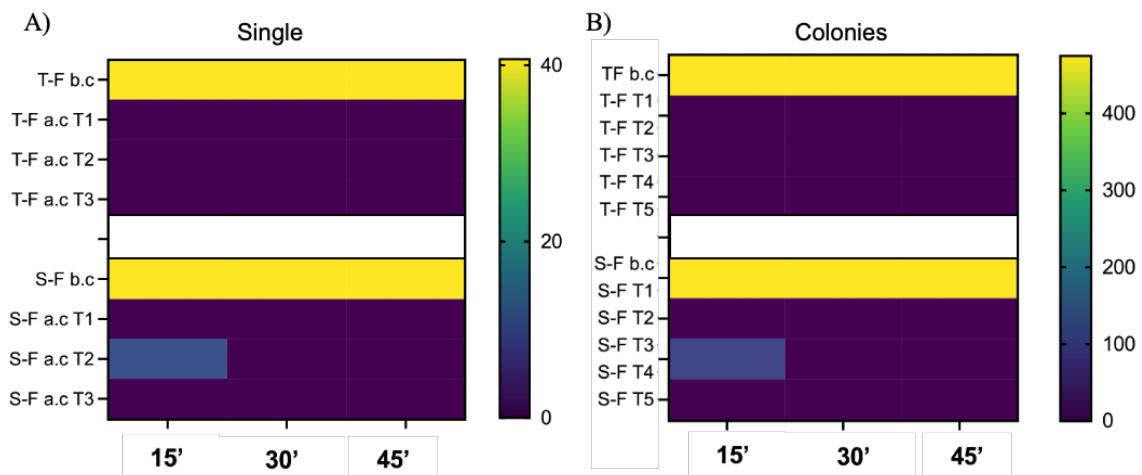 A)
Single
T-F b.c
T-F a.c T1
T-F a.c T2
T-F a.c T3
S-F b.c
S-F a.c T1
S-F a.c T2
S-F a.c T3
15’ 30’ 45’
40
20
0
B)
Colonies
TF b.c
T-F T1
T-F T2
T-F T3
T-F T4
T-F T5
S-F b.c
S-F T1
S-F T2
S-F T3
S-F T4
S-F T5
15’ 30’ 45’
400
300
200
100
0